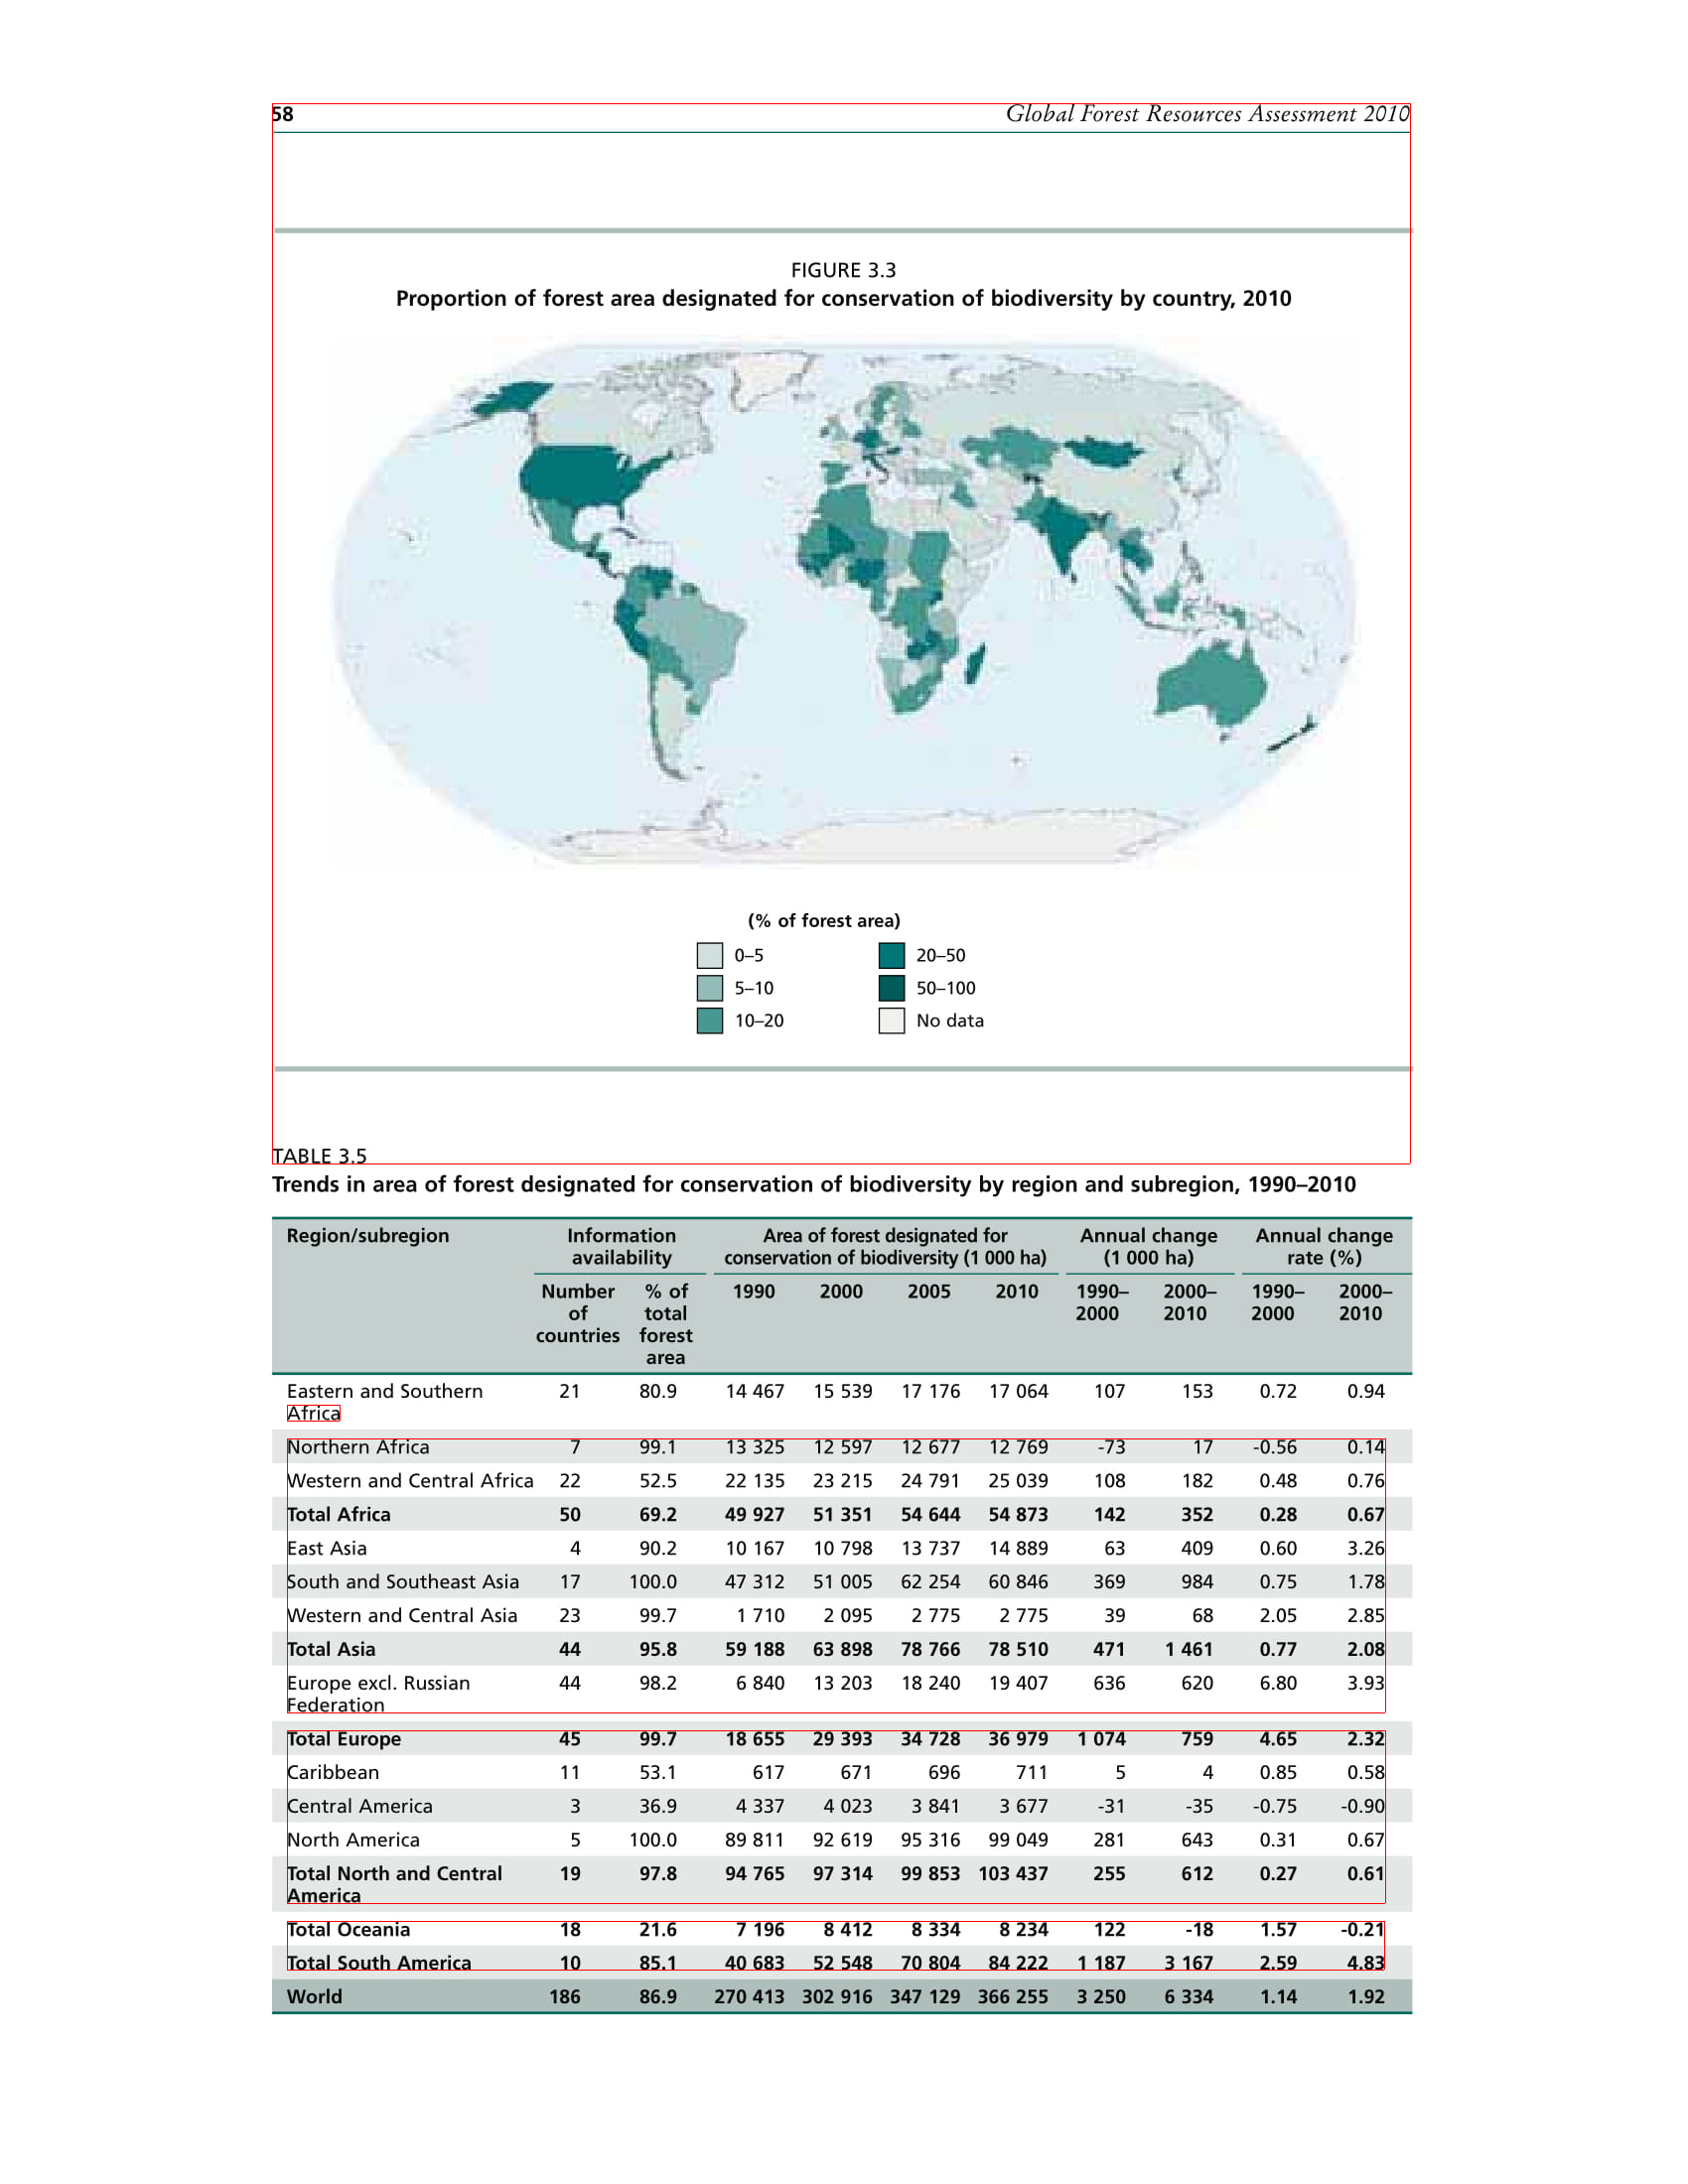 58 Global Forest Resources Assessment 2010
FIGURE 3.3
Proportion of forest area designated for conservation of biodiversity by country, 2010
(% of forest area)
0–5 20–50
5–10 50–100
10–20 No data
TABLE 3.5
Trends in area of forest designated for conservation of biodiversity by region and subregion, 1990–2010
Region/subregion Information Area of forest designated for Annual change Annual change
availability conservation of biodiversity (1 000 ha) (1 000 ha) rate (%)
Number % of 1990 2000 2005 2010 1990– 2000– 1990– 2000–
of total 2000 2010 2000 2010
countries forest
area
Eastern and Southern 21 80.9 14 467 15 539 17 176 17 064 107 153 0.72 0.94
Africa
Northern Africa 7 99.1 13 325 12 597 12 677 12 769 -73 17 -0.56 0.14
Western and Central Africa 22 52.5 22 135 23 215 24 791 25 039 108 182 0.48 0.76
Total Africa 50 69.2 49 927 51 351 54 644 54 873 142 352 0.28 0.67
East Asia 4 90.2 10 167 10 798 13 737 14 889 63 409 0.60 3.26
South and Southeast Asia 17 100.0 47 312 51 005 62 254 60 846 369 984 0.75 1.78
Western and Central Asia 23 99.7 1 710 2 095 2 775 2 775 39 68 2.05 2.85
Total Asia 44 95.8 59 188 63 898 78 766 78 510 471 1 461 0.77 2.08
Europe excl. Russian 44 98.2 6 840 13 203 18 240 19 407 636 620 6.80 3.93
Federation
Total Europe 45 99.7 18 655 29 393 34 728 36 979 1 074 759 4.65 2.32
Caribbean 11 53.1 617 671 696 711 5 4 0.85 0.58
Central America 3 36.9 4 337 4 023 3 841 3 677 -31 -35 -0.75 -0.90
North America 5 100.0 89 811 92 619 95 316 99 049 281 643 0.31 0.67
Total North and Central 19 97.8 94 765 97 314 99 853 103 437 255 612 0.27 0.61
America
Total Oceania 18 21.6 7 196 8 412 8 334 8 234 122 -18 1.57 -0.21
Total South America 10 85.1 40 683 52 548 70 804 84 222 1 187 3 167 2.59 4.83
World 186 86.9 270 413 302 916 347 129 366 255 3 250 6 334 1.14 1.92